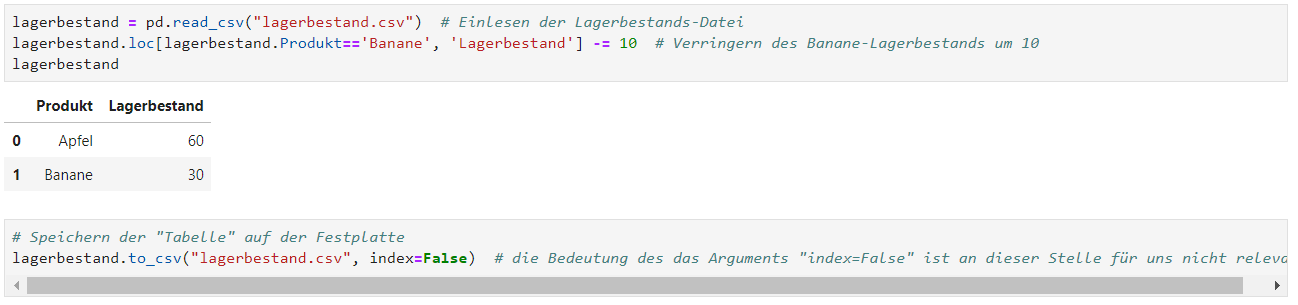 lagerbestand = pd.read_csv("lagerbestand.csv")  # Einlesen der Lagerbestands-Datei
lagerbestand.loc[lagerbestand.Produkt=='Banane', 'Lagerbestand'] -= 10  # Verringern des Banane-Lagerbestands um 10
lagerbestand
Produkt Lagerbestand
0 Apfel 60
1 Banane 30
# Speichern der "Tabelle" auf der Festplatte
lagerbestand.to_csv("lagerbestand.csv", index=False)  # die Bedeutung des das Arguments "index=False" ist an dieser Stelle für uns nicht